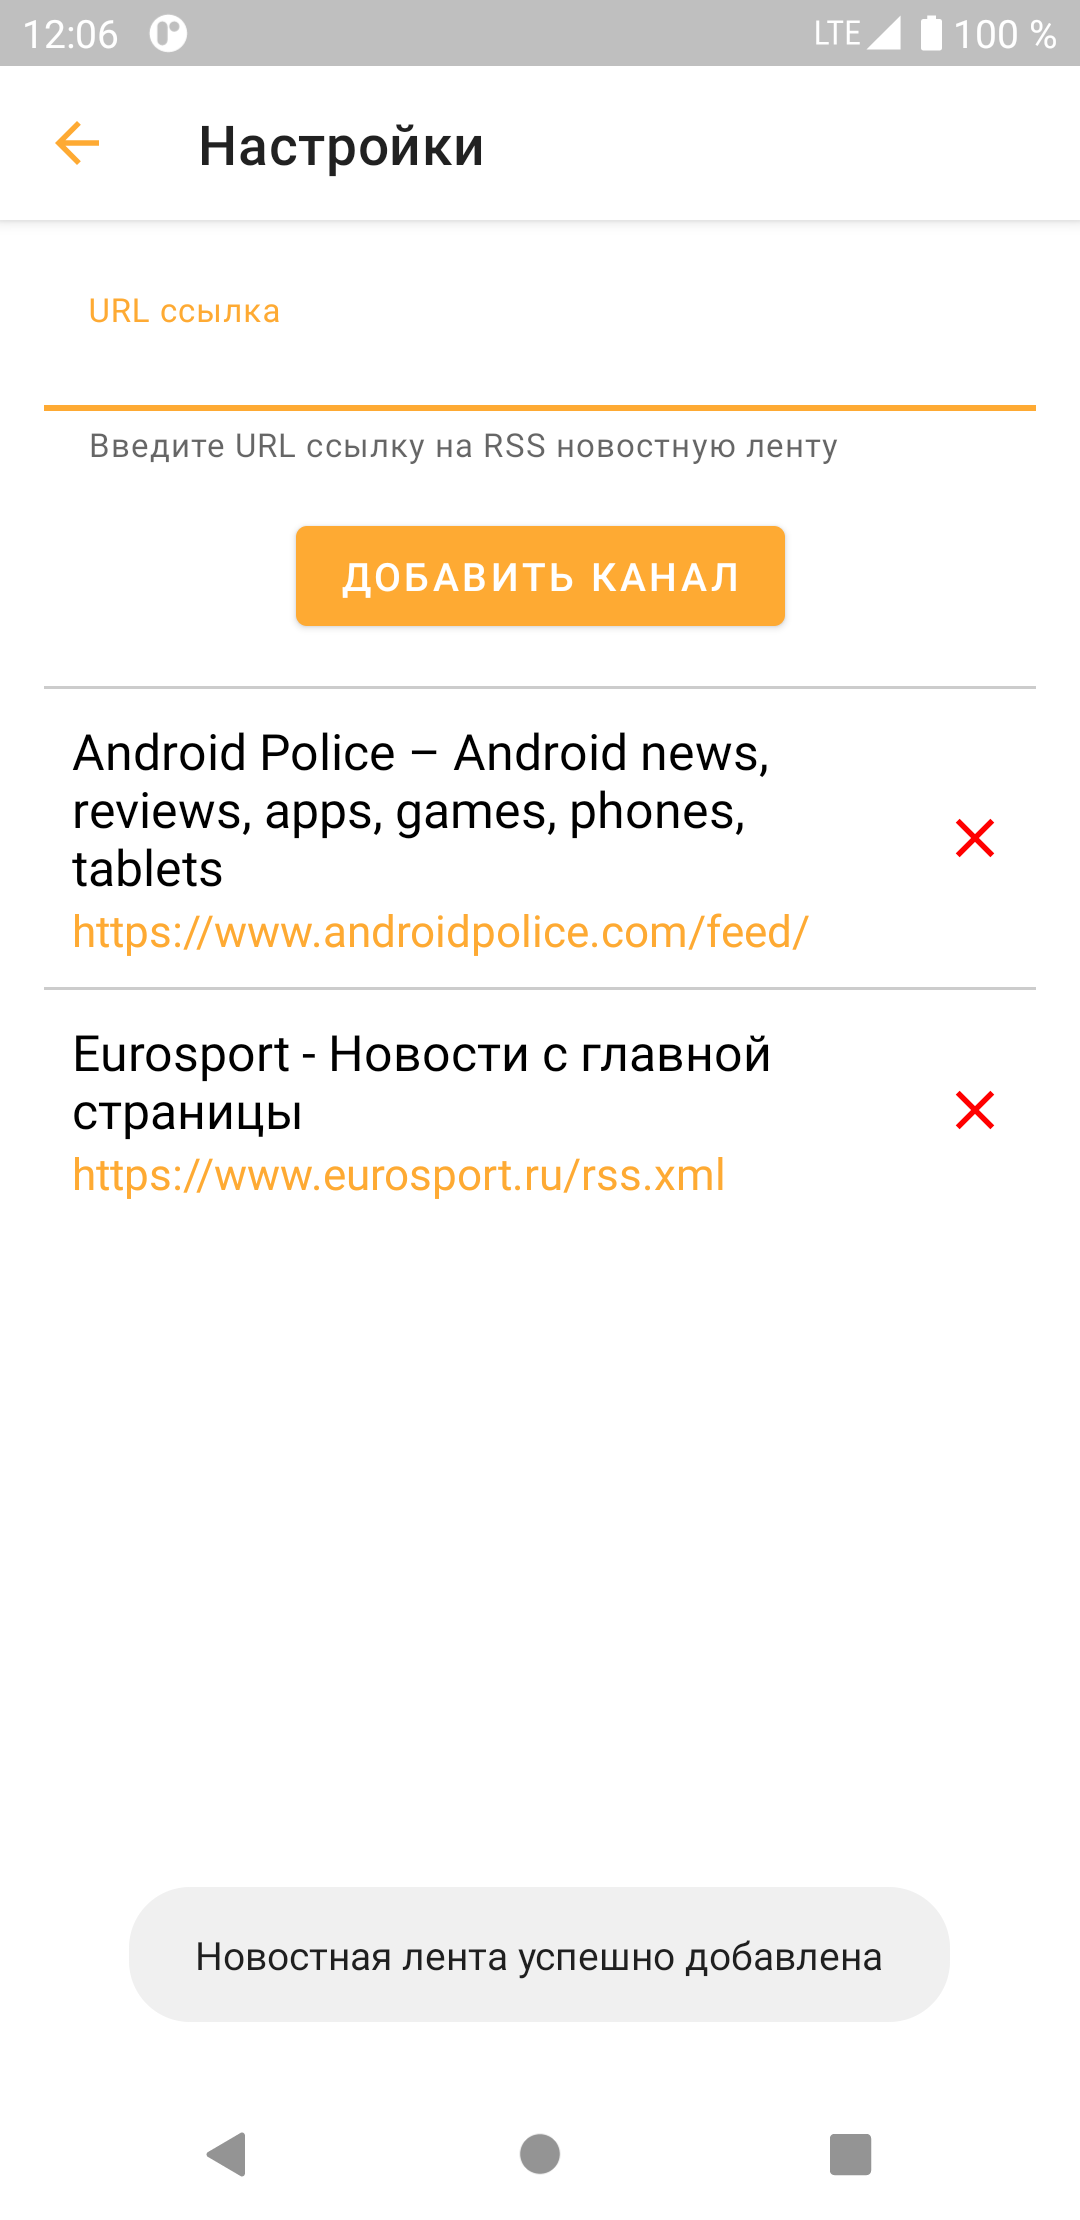 12:06
LTE 100 %
Настройки
URL ссылка
Введите URL ссылку на RSS новостную ленту
ДОБАВИТЬ КАНАЛ
Android Police – Android news,
reviews, apps, games, phones,
tablets
https://www.androidpolice.com/feed/
Eurosport - Новости с главной
страницы
https://www.eurosport.ru/rss.xml
Новостная лента успешно добавлена